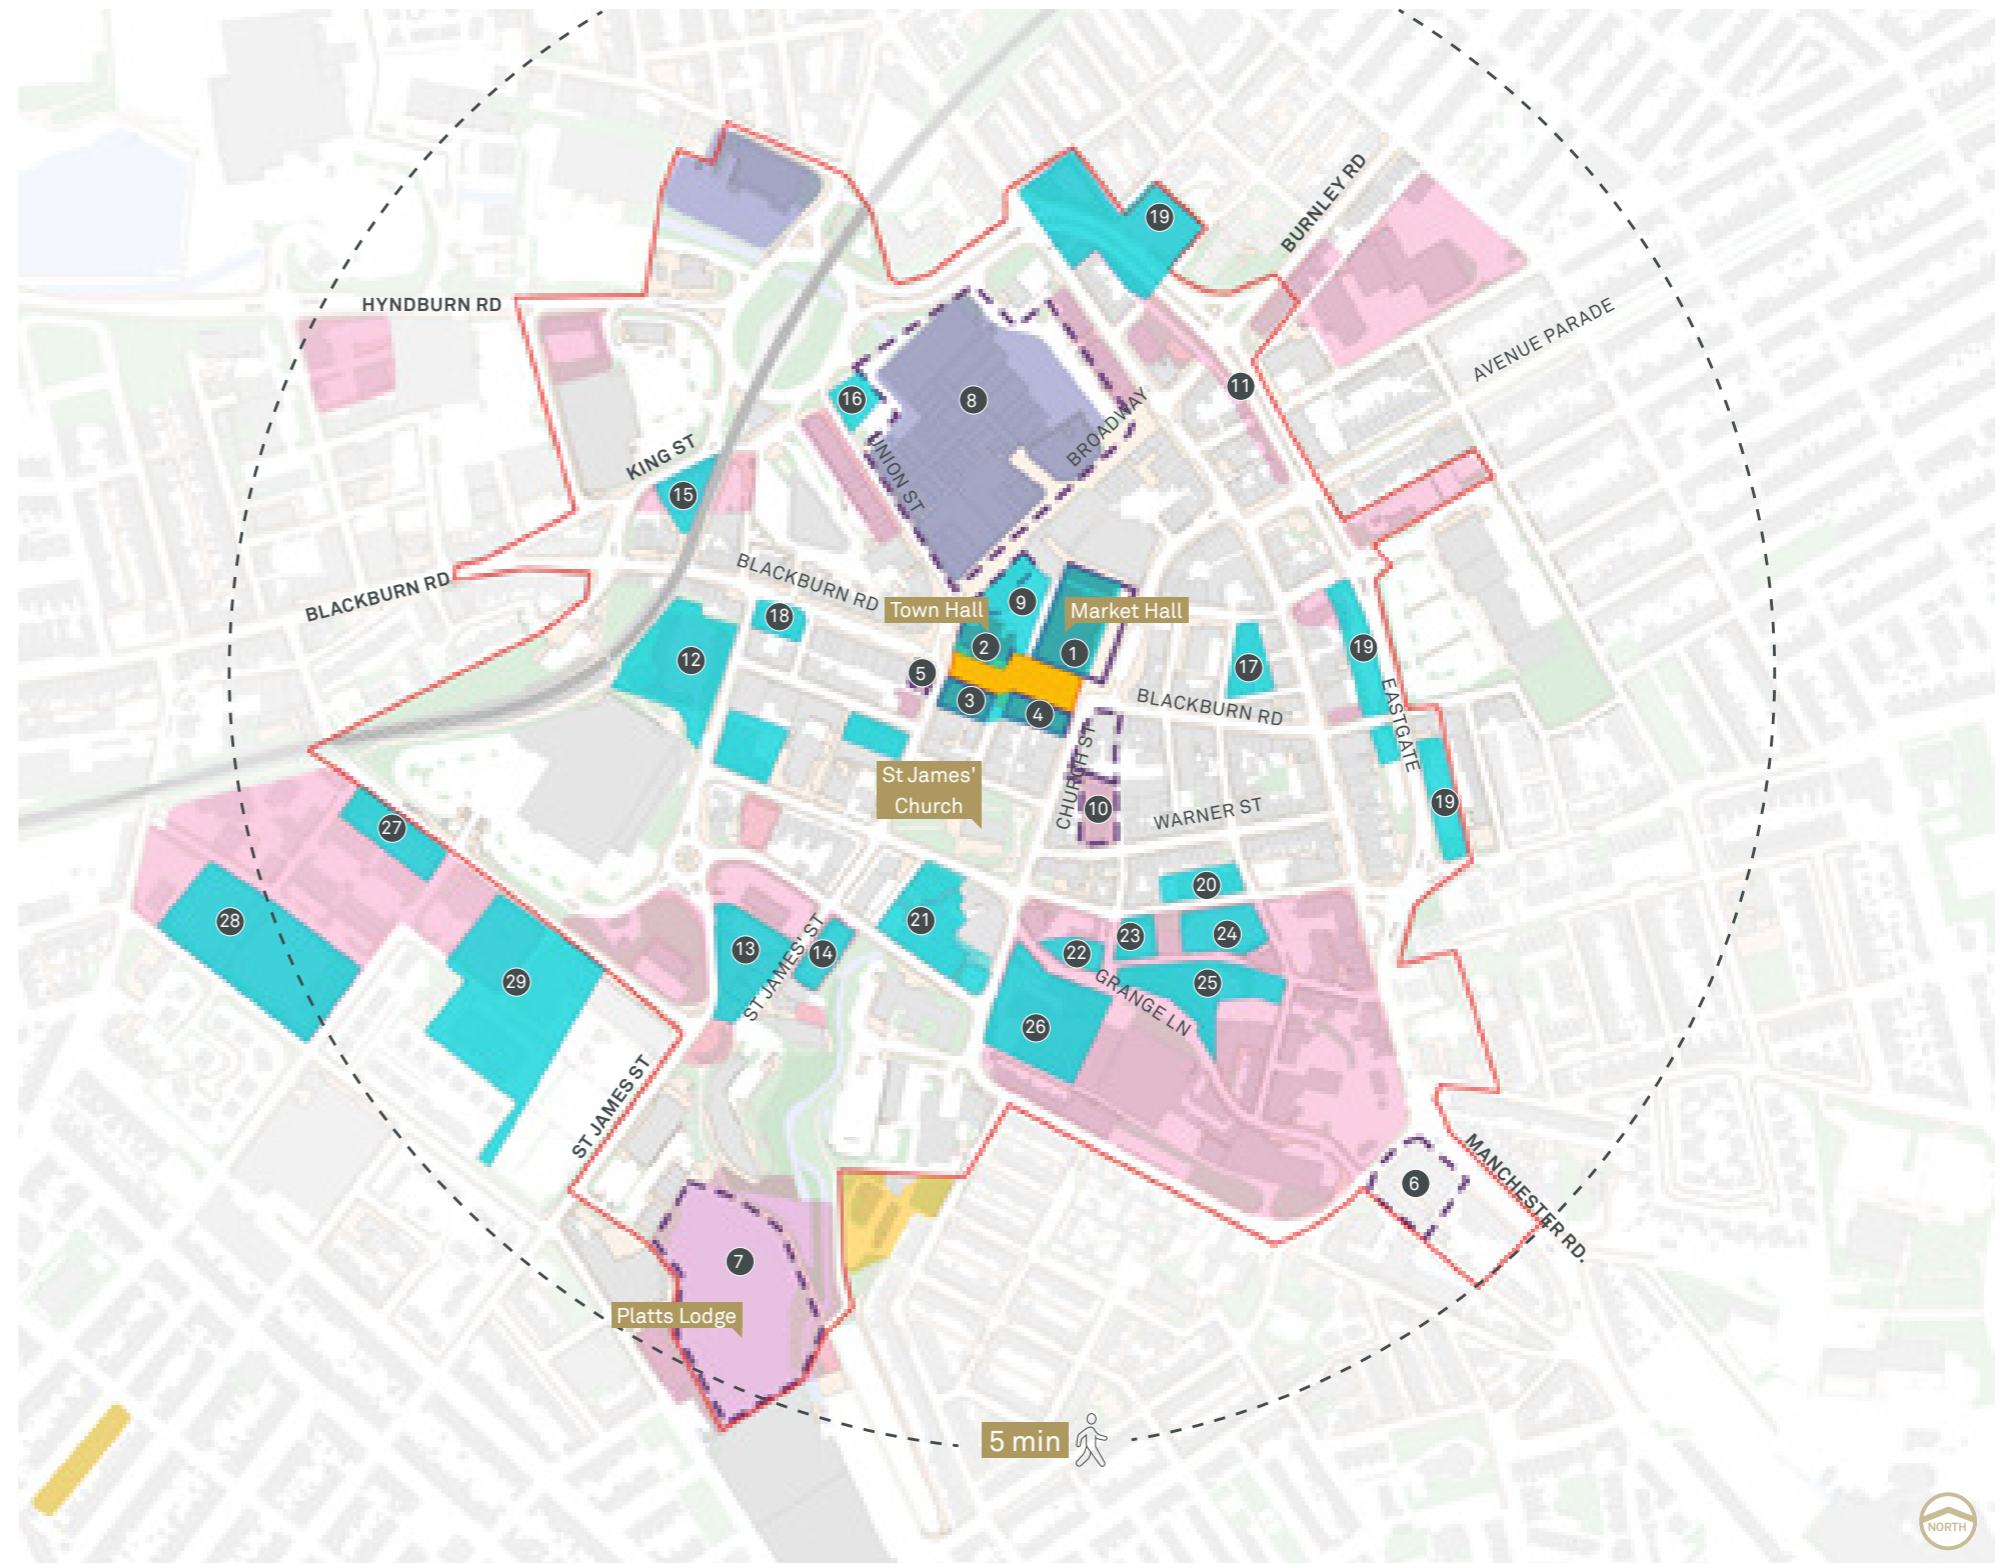 BURNLEY RD
19
HYNDBURN RD
AVENUE PARADE
11
16
8
BROADWAY
KING ST
UNION ST
15
BLACKBURN RD
BLACKBURN RD
9
Town Hall
Market Hall
18
2
1
19
12
5
17
3
4
BLACKBURN RD
EASTGATE
CHURCH ST
St James'
Church
10
WARNER ST
19
27
28
21
20
13
14
ST JAMES' ST
22
23
24
29
25
GRANGE LN
26
ST JAMES ST
MANCHESTER RD
6
7
Platts Lodge
5 min
NORTH